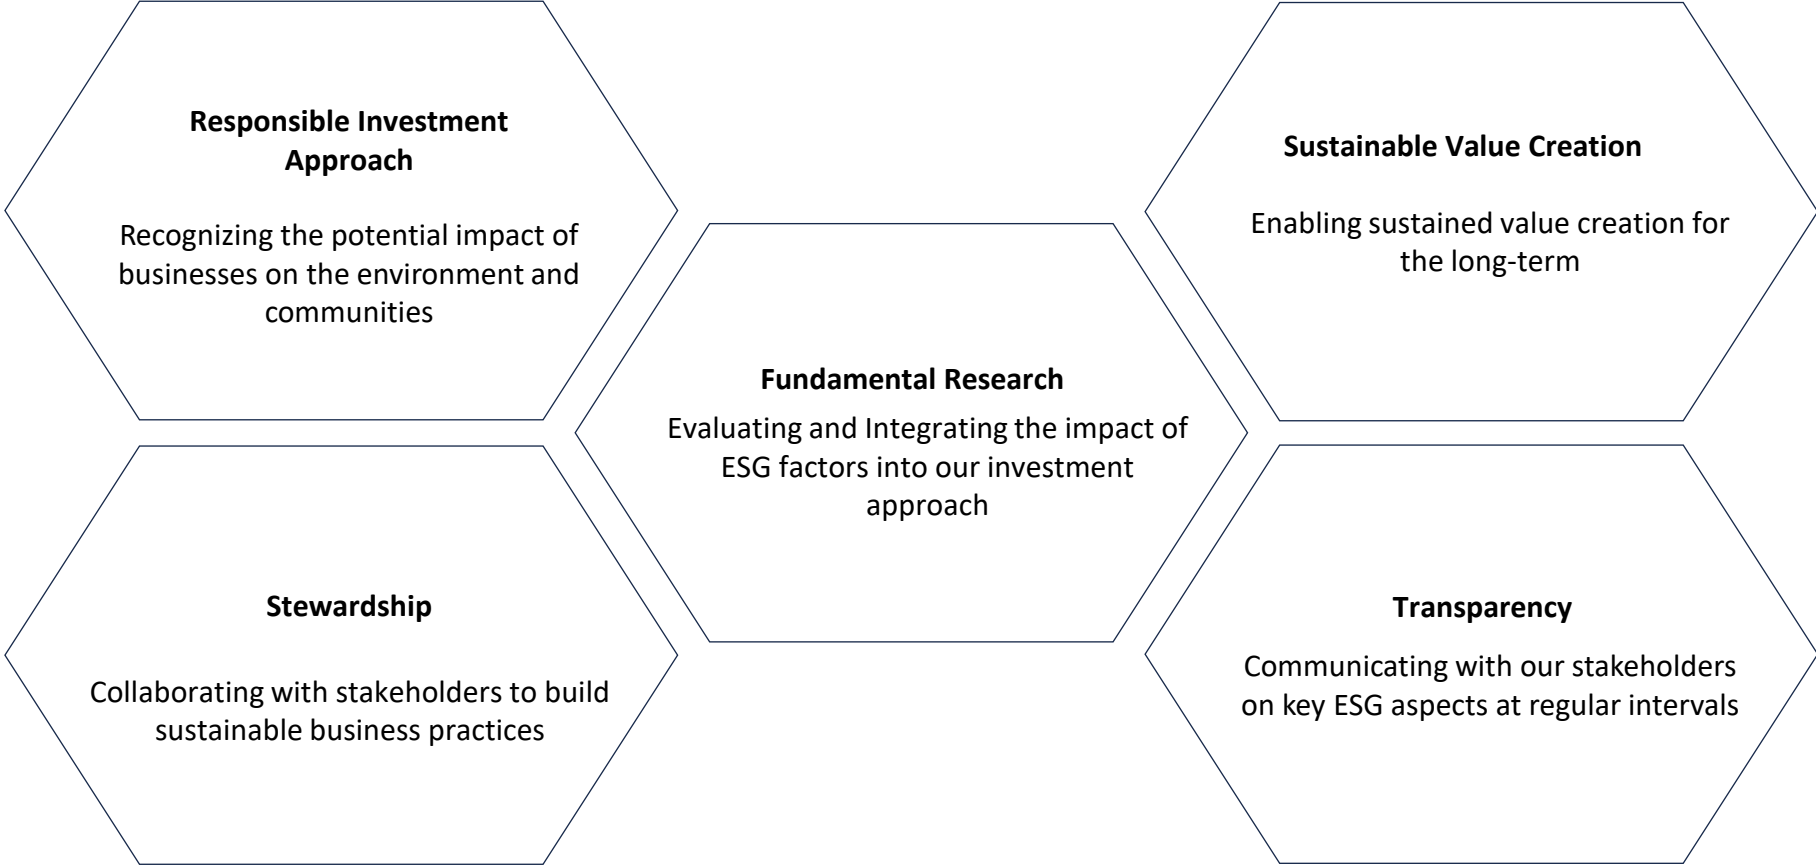 Responsible Investment
Approach
Recognizing the potential impact of
businesses on the environment and
communities
Sustainable Value Creation
Enabling sustained value creation for
the long-term
Fundamental Research
Evaluating and Integrating the impact of
ESG factors into our investment
approach
Stewardship
Collaborating with stakeholders to build
sustainable business practices
Transparency
Communicating with our stakeholders
on key ESG aspects at regular intervals